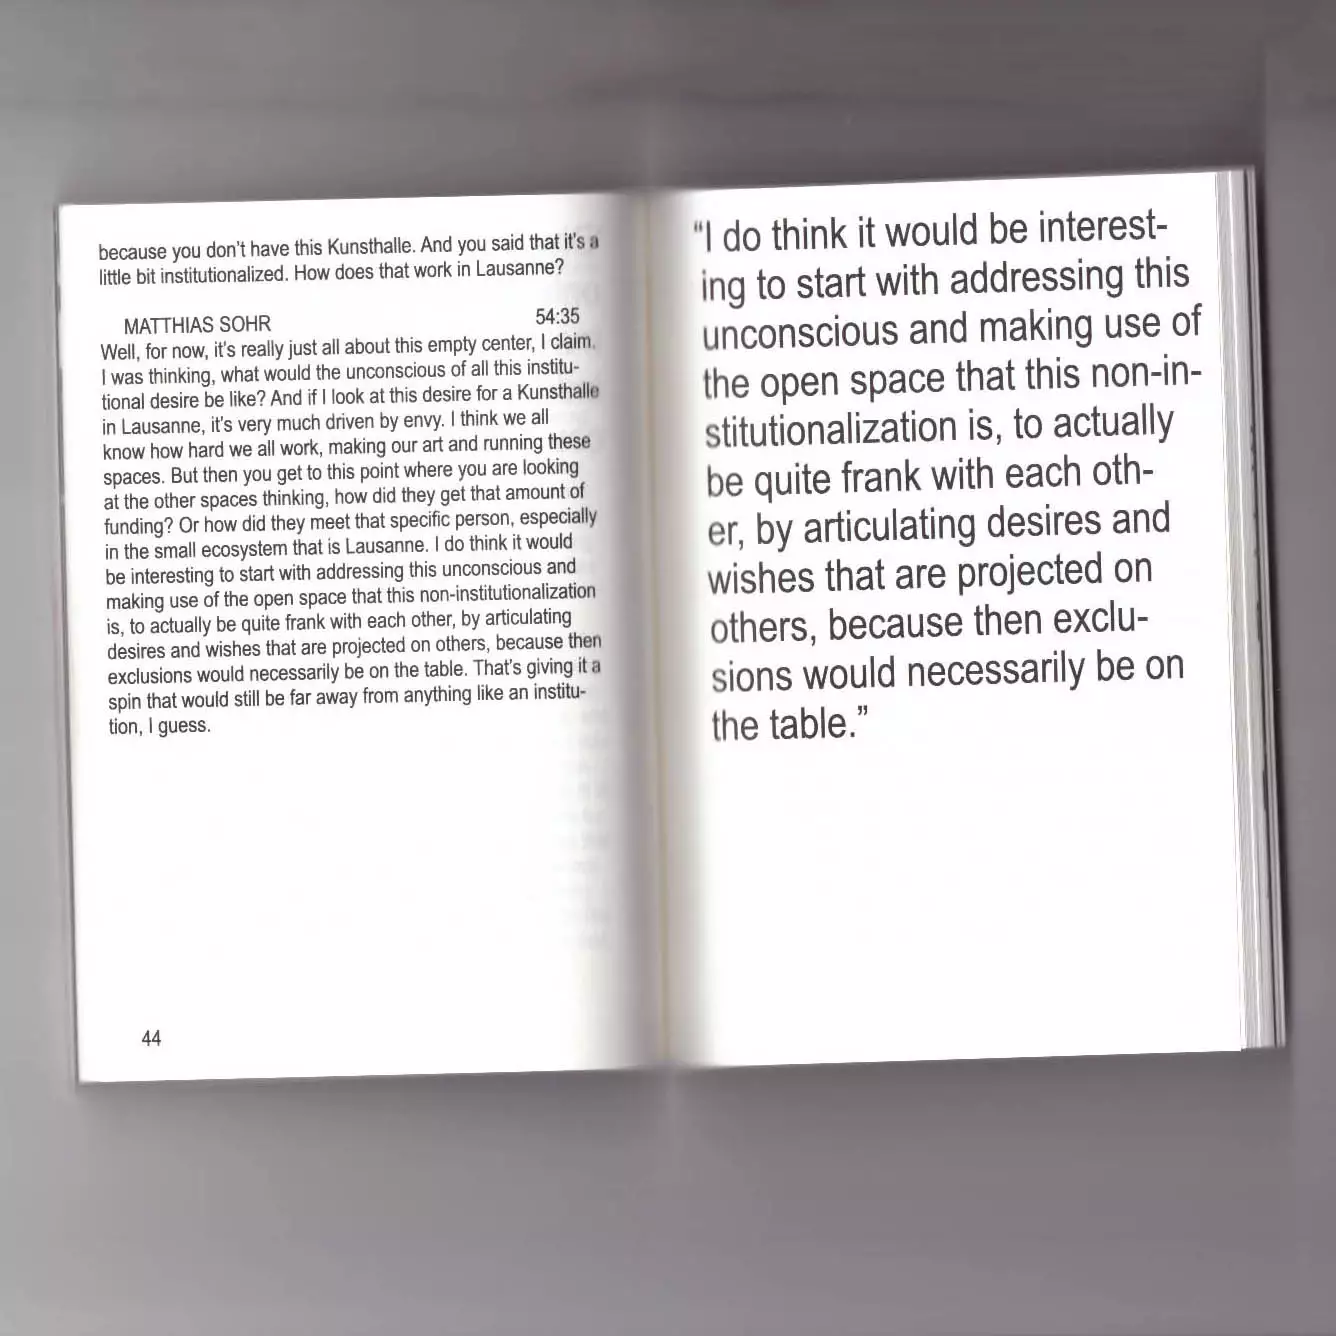 because you don't have this Kunsthalle. And you said that it's a
little bit institutionalized. How does that work in Lausanne?
MATTHIAS SOHR 54:35
Well, for now, it's really just all about this empty center, I claim.
I was thinking, what would the unconscious of all this institu-
tional desire be like? And if I look at this desire for a Kunsthalle
in Lausanne, it's very much driven by envy. I think we all
know how hard we all work, making our art and running these
spaces. But then you get to this point where you are looking
at the other spaces thinking, how did they get that amount of
funding? Or how did they meet that specific person, especially
in the small ecosystem that is Lausanne. I do think it would
be interesting to start with addressing this unconscious and
making use of the open space that this non-institutionalization
is, to actually be quite frank with each other, by articulating
desires and wishes that are projected on others, because then
exclusions would necessarily be on the table. That's giving it a
spin that would still be far away from anything like an institu-
tion, I guess.
44
“I do think it would be interest-
ing to start with addressing this
unconscious and making use of
the open space that this non-in-
stitutionalization is, to actually
be quite frank with each oth-
er, by articulating desires and
wishes that are projected on
others, because then exclu-
sions would necessarily be on
the table.”